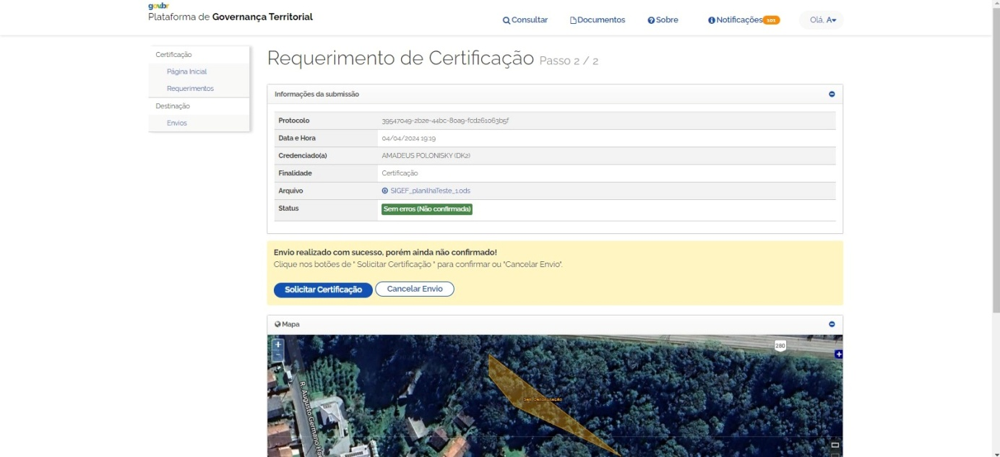 govbr
Plataforma de Governança Territorial
Consultar Documentos Sobre Notificações 101 Olá, A
Certificação
Página Inicial
Requerimentos
Destinação
Envios
Requerimento de Certificação Passo 2 / 2
Informações da submissão
Protocolo 39547049-2b2e-44bc-80a9-fcd261063b5f
Data e Hora 04/04/2024 19:19
Credenciado(a) AMADEUS POLONISKY (DK2)
Finalidade Certificação
Arquivo SIGEF_planilhaTeste_1.ods
Status Sem erros (Não confirmada)
Envio realizado com sucesso, porém ainda não confirmado!
Clique nos botões de " Solicitar Certificação " para confirmar ou "Cancelar Envio".
Solicitar Certificação Cancelar Envio
Mapa
+
-
280
+
R. Augusto Germano
Sem Denominação